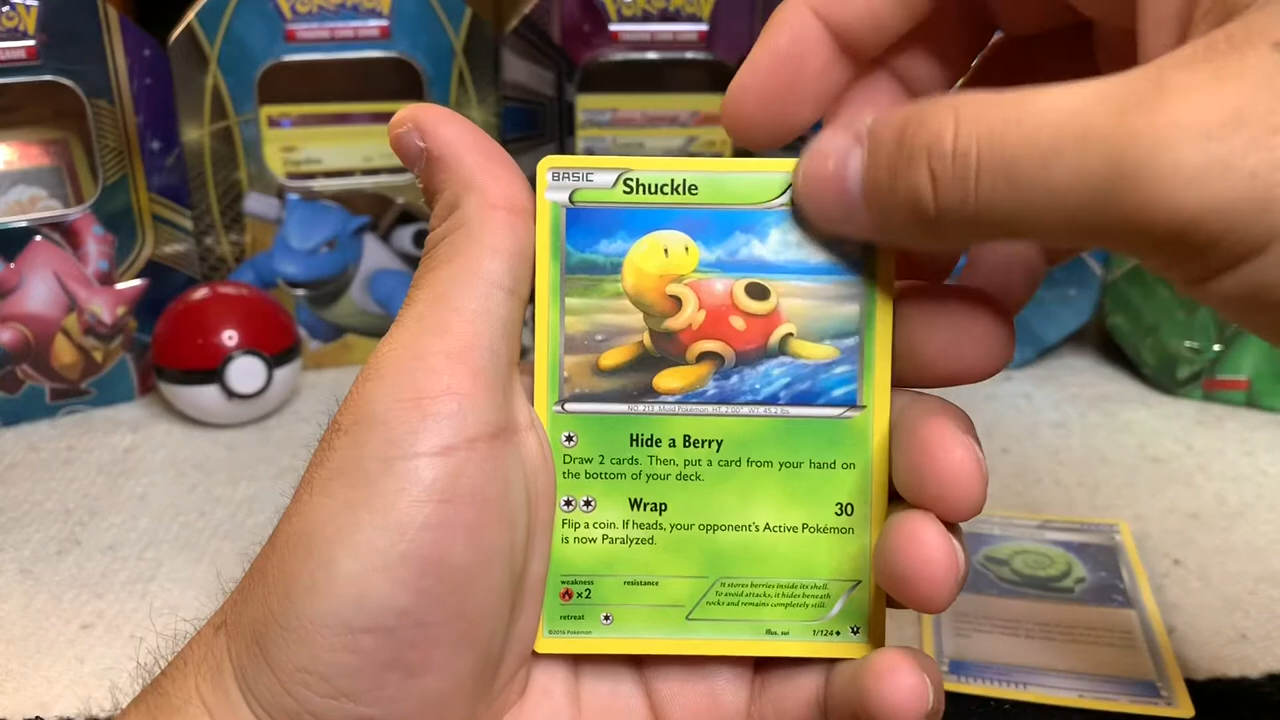 POKÉMON
POKÉMON
BASIC
Shuckle
NO. 213 Mold Pokémon HT: 2'00" WT: 45.2 lbs.
Hide a Berry
Draw 2 cards. Then, put a card from your hand on
the bottom of your deck.
Wrap 30
Flip a coin. If heads, your opponent's Active Pokémon
is now Paralyzed.
weakness resistance
×2
It stores berries inside its shell.
To avoid attacks, it hides beneath
rocks and remains completely still.
retreat
©2016 Pokémon
Illus. sui 1/124